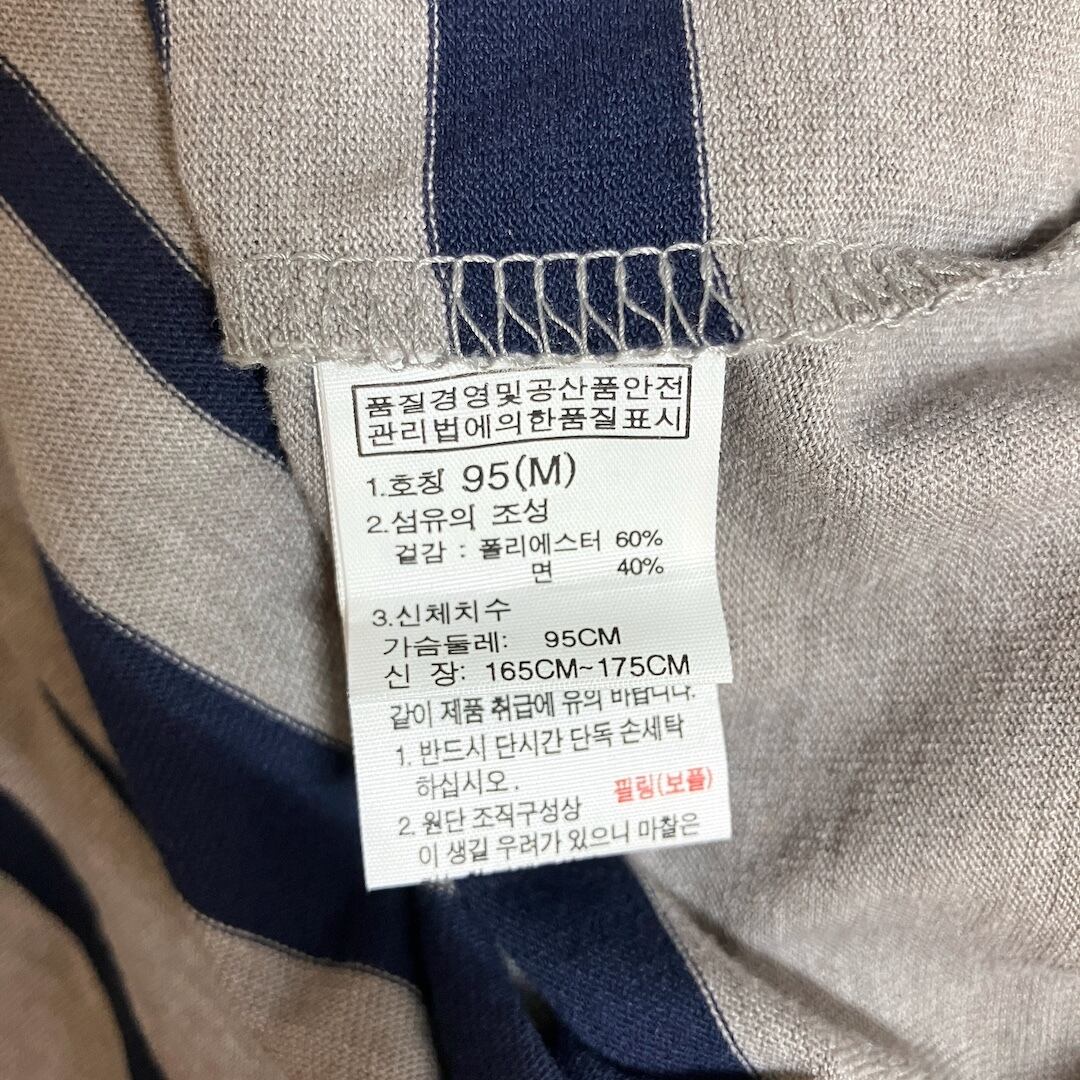 품질경영및공산품안전
관리법에의한품질표시
1.호칭 95(M)
2.섬유의 조성
겉감 : 폴리에스터 60%
면 40%
3.신체치수
가슴둘레: 95CM
신 장: 165CM~175CM
같이 제품 취급에 유의 바랍니다.
1. 반드시 단시간 단독 손세탁
하십시오.
필링(보풀)
2. 원단 조직구성상
이 생길 우려가 있으니 마찰은